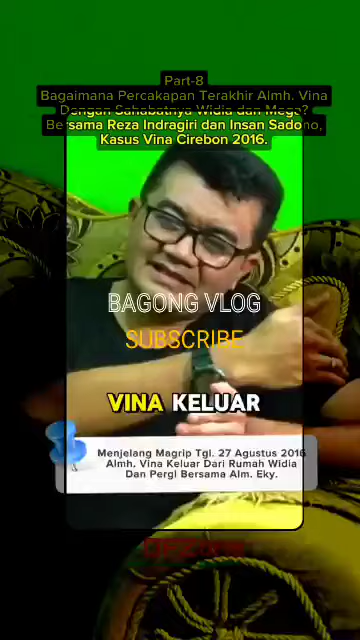 Part-8
Bagaimana Percakapan Terakhir Almh. Vina
Dengan Sahabatnya Widia dan Mega?
Bersama Reza Indragiri dan Insan Sadono,
Kasus Vina Cirebon 2016.
BAGONG VLOG
SUBSCRIBE
VINA KELUAR
Menjelang Magrip Tgl. 27 Agustus 2016
Almh. Vina Keluar Dari Rumah Widia
Dan Pergi Bersama Alm. Eky.